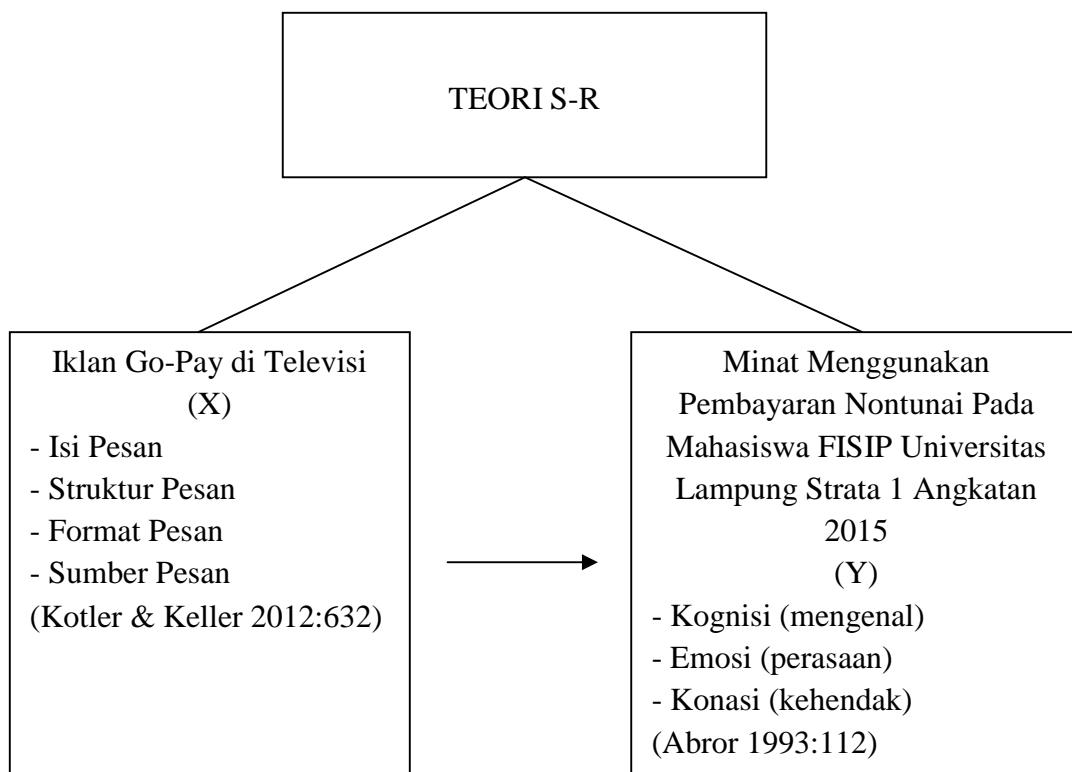 TEORI S-R
Iklan Go-Pay di Televisi
(X)
- Isi Pesan
- Struktur Pesan
- Format Pesan
- Sumber Pesan
(Kotler & Keller 2012:632)
Minat Menggunakan
Pembayaran Nontunai Pada
Mahasiswa FISIP Universitas
Lampung Strata 1 Angkatan
2015
(Y)
- Kognisi (mengenal)
- Emosi (perasaan)
- Konasi (kehendak)
(Abror 1993:112)